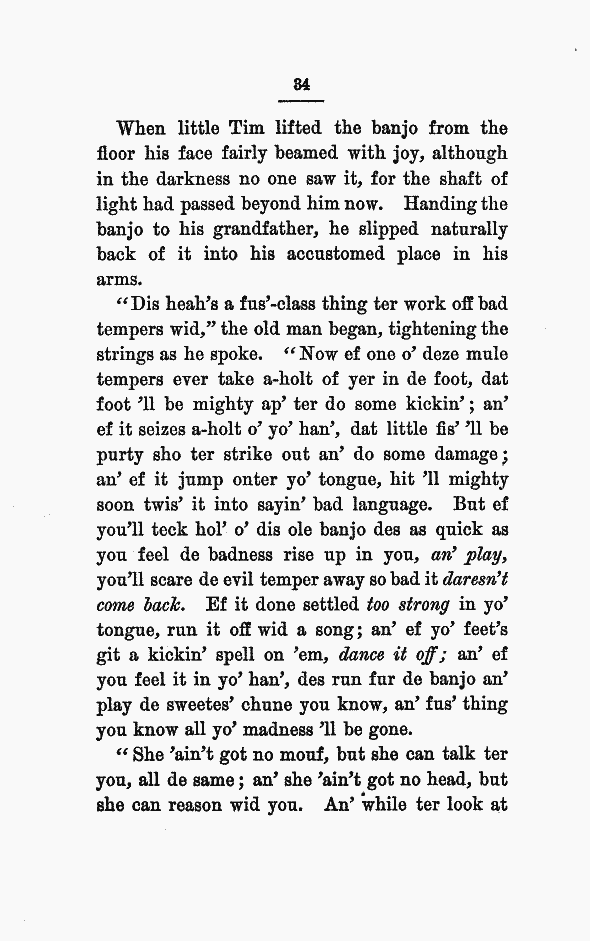 34
When little Tim lifted the banjo from the
floor his face fairly beamed with joy, although
in the darkness no one saw it, for the shaft of
light had passed beyond him now. Handing the
banjo to his grandfather, he slipped naturally
back of it into his accustomed place in his
arms.
“Dis heah’s a fus’-class thing ter work off bad
tempers wid,” the old man began, tightening the
strings as he spoke. “Now ef one o’ deze mule
tempers ever take a-holt of yer in de foot, dat
foot ’ll be mighty ap’ ter do some kickin’; an’
ef it seizes a-holt o’ yo’ han’, dat little fis’ ’ll be
purty sho ter strike out an’ do some damage;
an’ ef it jump onter yo’ tongue, hit ’ll mighty
soon twis’ it into sayin’ bad language. But ef
you’ll teck hol’ o’ dis ole banjo des as quick as
you feel de badness rise up in you, an’ play,
you’ll scare de evil temper away so bad it daresn’t
come back. Ef it done settled too strong in yo’
tongue, run it off wid a song; an’ ef yo’ feet’s
git a kickin’ spell on ’em, dance it off; an’ ef
you feel it in yo’ han’, des run fur de banjo an’
play de sweetes’ chune you know, an’ fus’ thing
you know all yo’ madness ’ll be gone.
“She ’ain’t got no mouf, but she can talk ter
you, all de same; an’ she ’ain’t got no head, but
she can reason wid you. An’ while ter look at